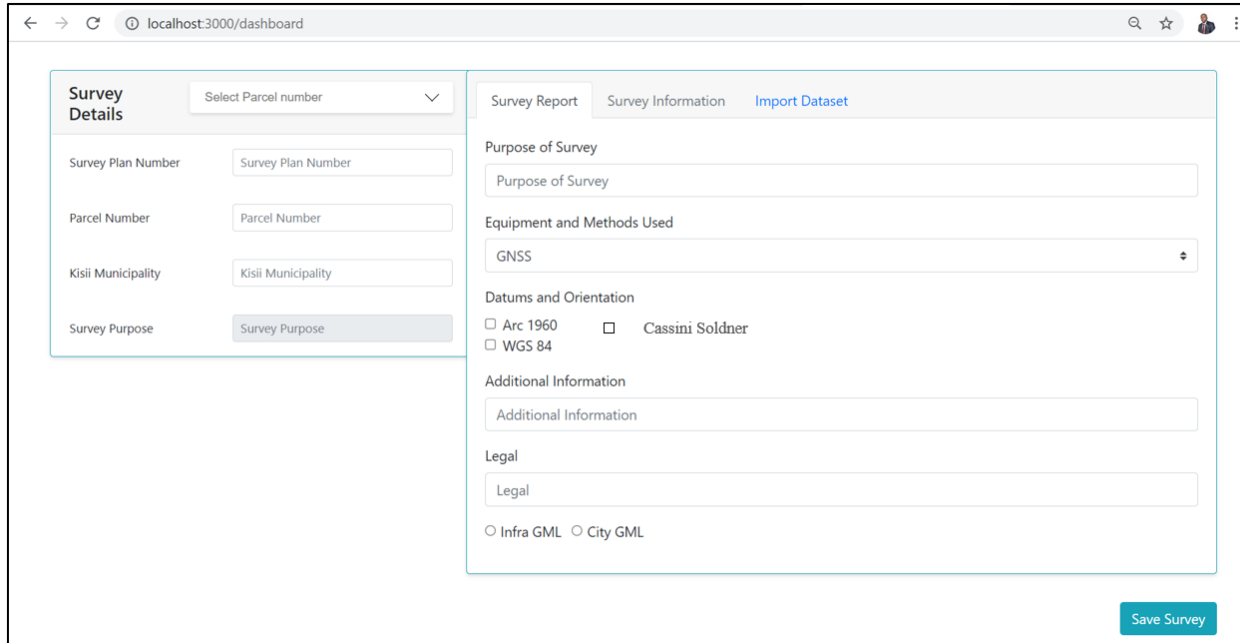 localhost:3000/dashboard
Survey Details
Select Parcel number
Survey Plan Number
Survey Plan Number
Parcel Number
Parcel Number
Kisii Municipality
Kisii Municipality
Survey Purpose
Survey Purpose
Survey Report
Survey Information
Import Dataset
Purpose of Survey
Purpose of Survey
Equipment and Methods Used
GNSS
Datums and Orientation
Arc 1960
Cassini Soldner
WGS 84
Additional Information
Additional Information
Legal
Legal
Infra GML
City GML
Save Survey